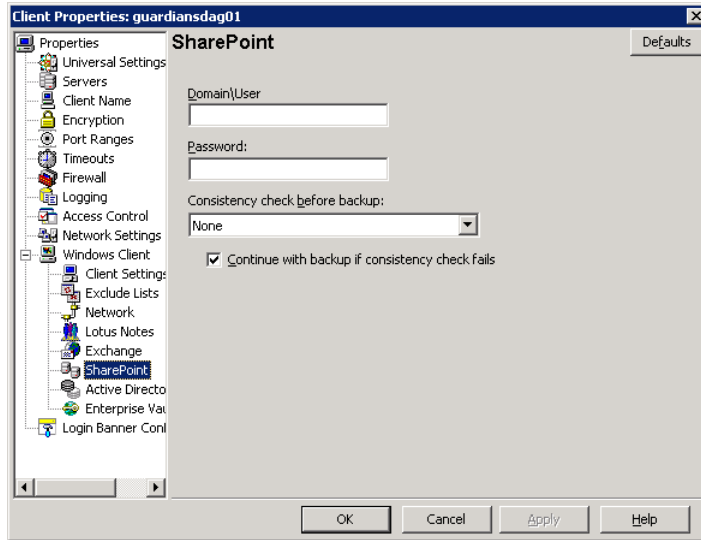 Client Properties: guardiansdag01
Properties
Universal Settings
Servers
Client Name
Encryption
Port Ranges
Timeouts
Firewall
Logging
Access Control
Network Settings
Windows Client
Client Settings
Exclude Lists
Network
Lotus Notes
Exchange
SharePoint
Active Directo
Enterprise Vau
Login Banner Conf
SharePoint
Defaults
Domain\User
Password:
Consistency check before backup:
None
Continue with backup if consistency check fails
OK
Cancel
Apply
Help